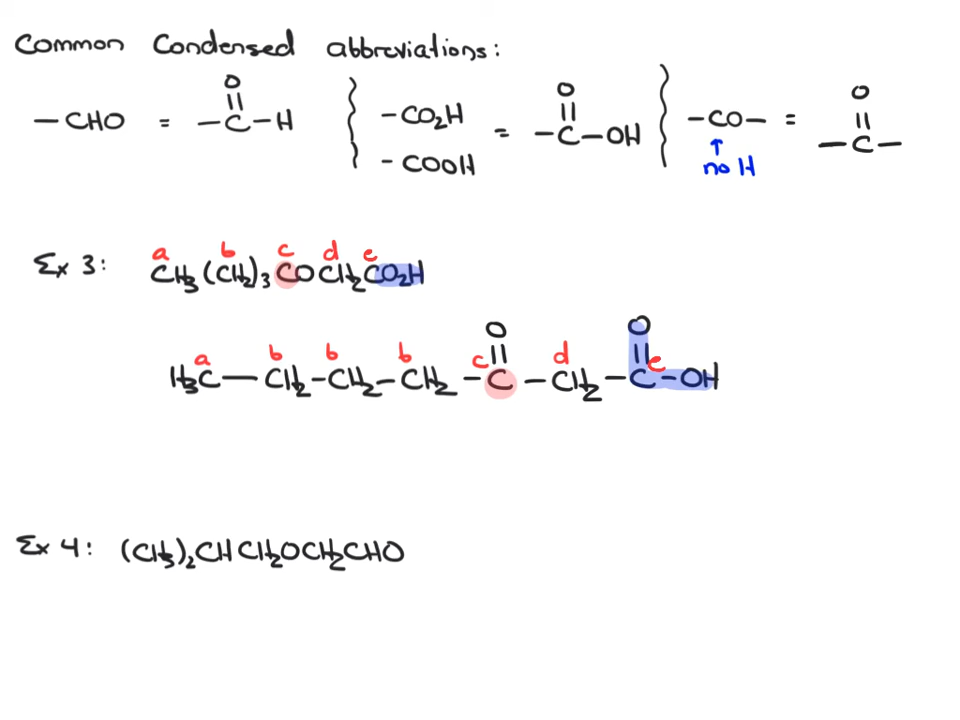 Common Condensed abbreviations:
O O O
—CHO = —C—H -CO2H = —C—OH -CO— = —C—
-COOH ↑
no H
a b c d e
Ex 3: CH3(CH2)3COCH2CO2H
O O
a b b b c d e
H3C—CH2-CH2-CH2-C-CH2-C-OH
Ex 4: (CH3)2CHCH2OCH2CHO